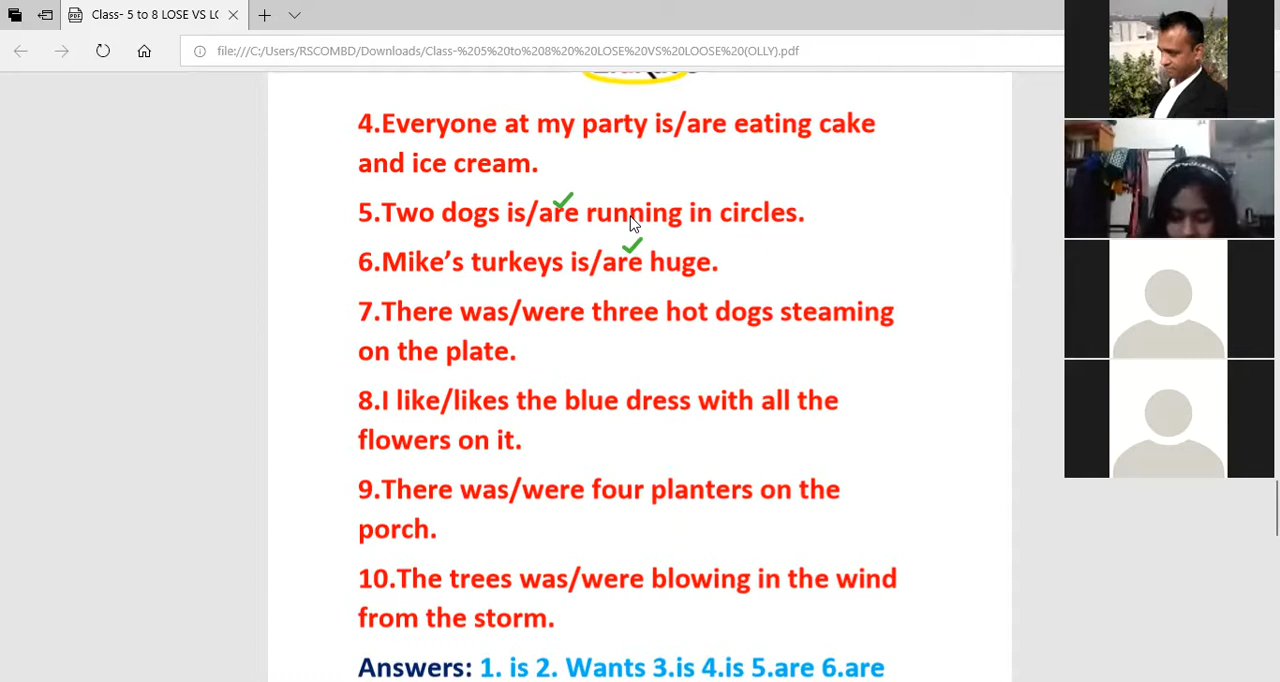 Class- 5 to 8 LOSE VS LO
file:///C:/Users/RSCOMBD/Downloads/Class-%205%20to%208%20%20LOSE%20VS%20LOOSE%20(OLLY).pdf
4.Everyone at my party is/are eating cake
and ice cream.
5.Two dogs is/are running in circles.
6.Mike's turkeys is/are huge.
7.There was/were three hot dogs steaming
on the plate.
8.I like/likes the blue dress with all the
flowers on it.
9.There was/were four planters on the
porch.
10.The trees was/were blowing in the wind
from the storm.
Answers: 1. is 2. Wants 3.is 4.is 5.are 6.are